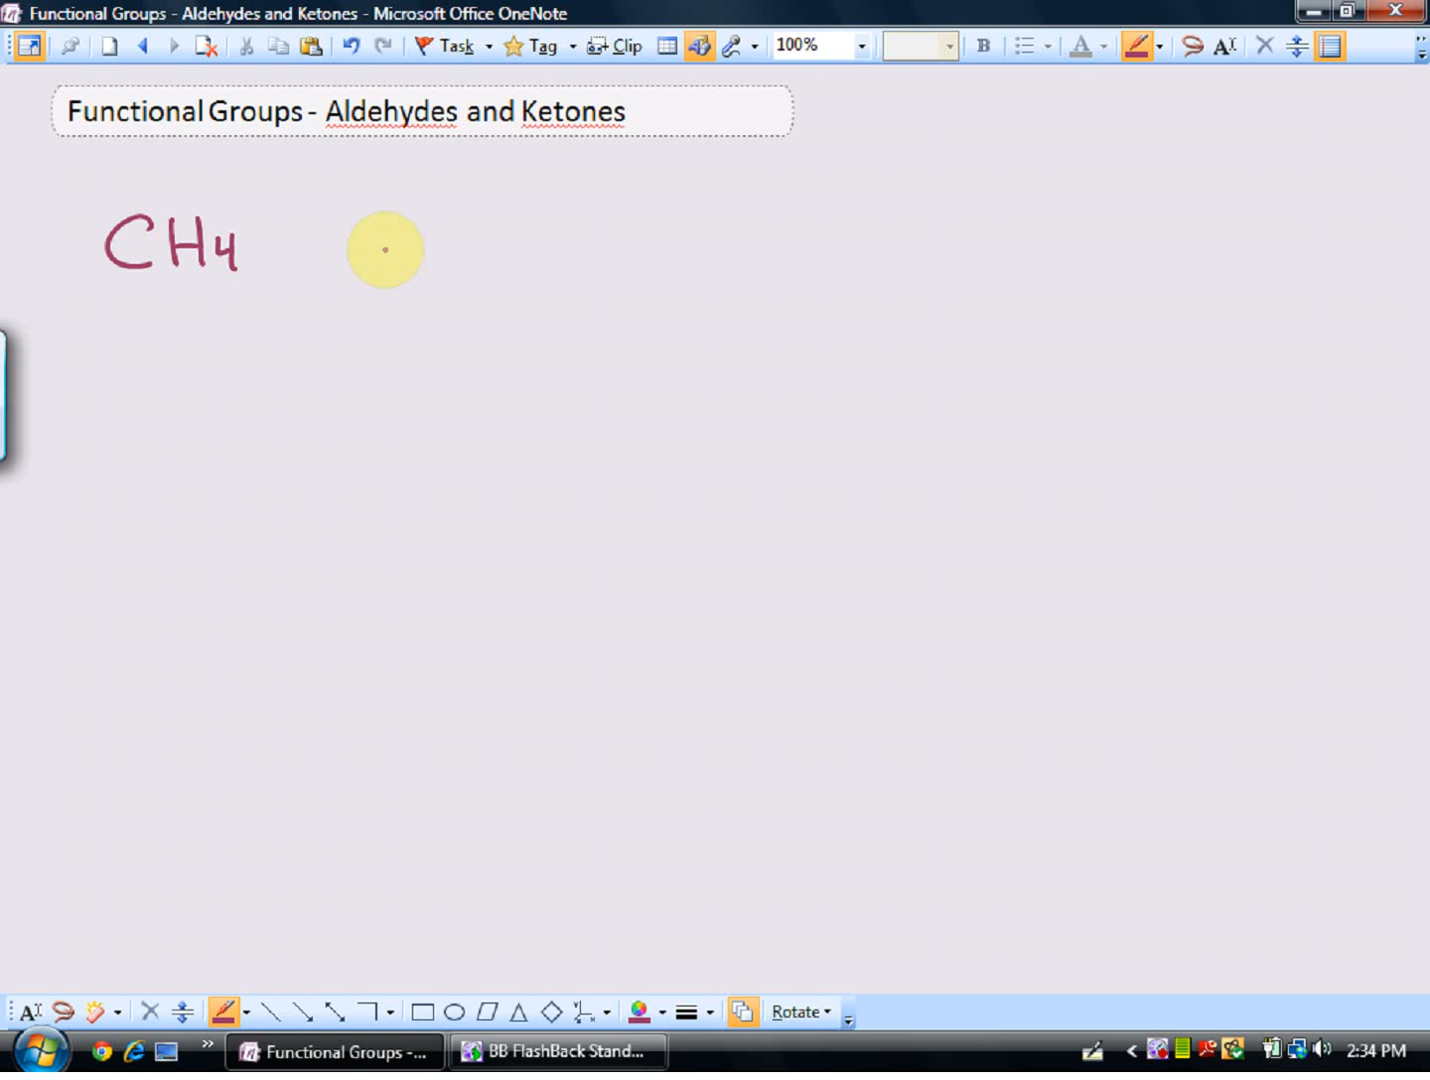 Functional Groups - Aldehydes and Ketones - Microsoft Office OneNote
Task Tag Clip 100% B A A
Functional Groups - Aldehydes and Ketones
CH4
A Rotate
Functional Groups -... BB FlashBack Stand... 2:34 PM